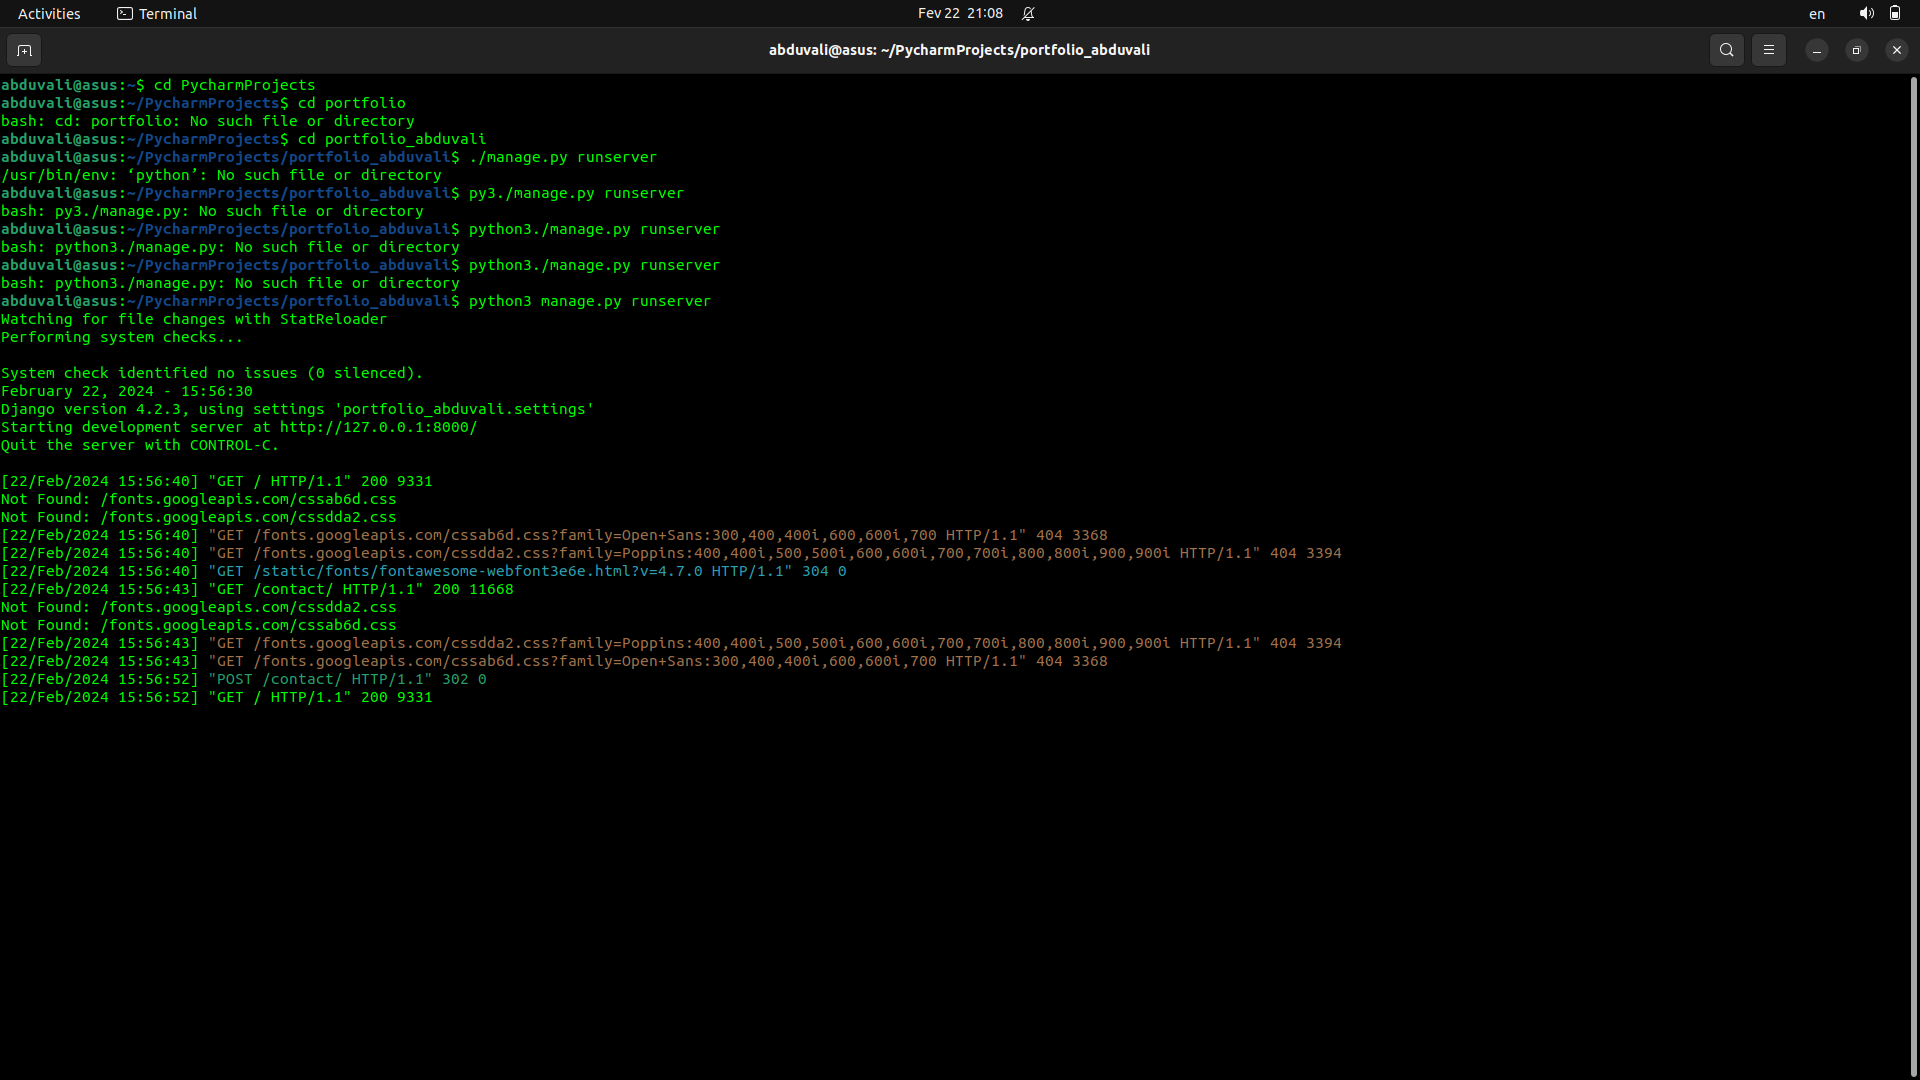 Activities
Terminal
Fev 22 21:08
en
abduvali@asus: ~/PycharmProjects/portfolio_abduvali
abduvali@asus:~$ cd PycharmProjects
abduvali@asus:~/PycharmProjects$ cd portfolio
bash: cd: portfolio: No such file or directory
abduvali@asus:~/PycharmProjects$ cd portfolio_abduvali
abduvali@asus:~/PycharmProjects/portfolio_abduvali$ ./manage.py runserver
/usr/bin/env: ‘python’: No such file or directory
abduvali@asus:~/PycharmProjects/portfolio_abduvali$ py3./manage.py runserver
bash: py3./manage.py: No such file or directory
abduvali@asus:~/PycharmProjects/portfolio_abduvali$ python3./manage.py runserver
bash: python3./manage.py: No such file or directory
abduvali@asus:~/PycharmProjects/portfolio_abduvali$ python3./manage.py runserver
bash: python3./manage.py: No such file or directory
abduvali@asus:~/PycharmProjects/portfolio_abduvali$ python3 manage.py runserver
Watching for file changes with StatReloader
Performing system checks...
System check identified no issues (0 silenced).
February 22, 2024 - 15:56:30
Django version 4.2.3, using settings 'portfolio_abduvali.settings'
Starting development server at http://127.0.0.1:8000/
Quit the server with CONTROL-C.
[22/Feb/2024 15:56:40] "GET / HTTP/1.1" 200 9331
Not Found: /fonts.googleapis.com/cssab6d.css
Not Found: /fonts.googleapis.com/cssdda2.css
[22/Feb/2024 15:56:40] "GET /fonts.googleapis.com/cssab6d.css?family=Open+Sans:300,400,400i,600,600i,700 HTTP/1.1" 404 3368
[22/Feb/2024 15:56:40] "GET /fonts.googleapis.com/cssdda2.css?family=Poppins:400,400i,500,500i,600,600i,700,700i,800,800i,900,900i HTTP/1.1" 404 3394
[22/Feb/2024 15:56:40] "GET /static/fonts/fontawesome-webfont3e6e.html?v=4.7.0 HTTP/1.1" 304 0
[22/Feb/2024 15:56:43] "GET /contact/ HTTP/1.1" 200 11668
Not Found: /fonts.googleapis.com/cssdda2.css
Not Found: /fonts.googleapis.com/cssab6d.css
[22/Feb/2024 15:56:43] "GET /fonts.googleapis.com/cssdda2.css?family=Poppins:400,400i,500,500i,600,600i,700,700i,800,800i,900,900i HTTP/1.1" 404 3394
[22/Feb/2024 15:56:43] "GET /fonts.googleapis.com/cssab6d.css?family=Open+Sans:300,400,400i,600,600i,700 HTTP/1.1" 404 3368
[22/Feb/2024 15:56:52] "POST /contact/ HTTP/1.1" 302 0
[22/Feb/2024 15:56:52] "GET / HTTP/1.1" 200 9331